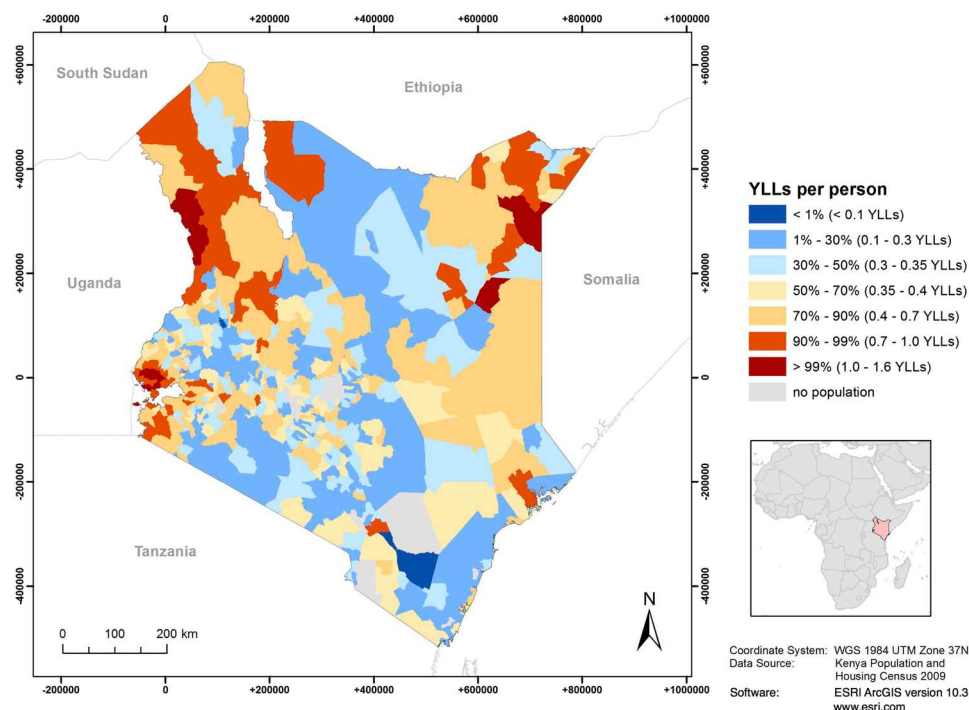 -200000 0 +200000 +400000 +600000 +800000 +1000000
+600000
+400000
+200000
0
-200000
-400000
+600000
+400000
+200000
0
-200000
-400000
South Sudan
Ethiopia
Uganda
Somalia
Tanzania
0 100 200 km
N
-200000 0 +200000 +400000 +600000 +800000 +1000000
YLLs per person
< 1% (< 0.1 YLLs)
1% - 30% (0.1 - 0.3 YLLs)
30% - 50% (0.3 - 0.35 YLLs)
50% - 70% (0.35 - 0.4 YLLs)
70% - 90% (0.4 - 0.7 YLLs)
90% - 99% (0.7 - 1.0 YLLs)
> 99% (1.0 - 1.6 YLLs)
no population
Coordinate System: WGS 1984 UTM Zone 37N
Data Source: Kenya Population and
Housing Census 2009
Software: ESRI ArcGIS version 10.3
www.esri.com